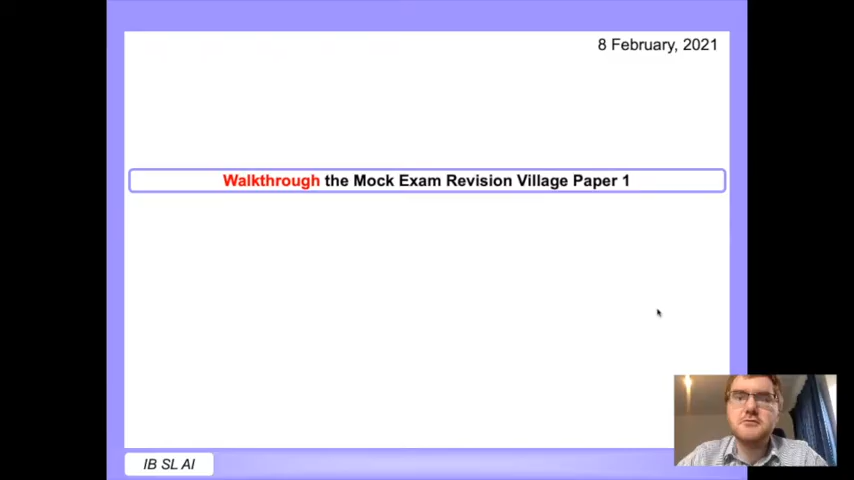 8 February, 2021
Walkthrough the Mock Exam Revision Village Paper 1
IB SL AI